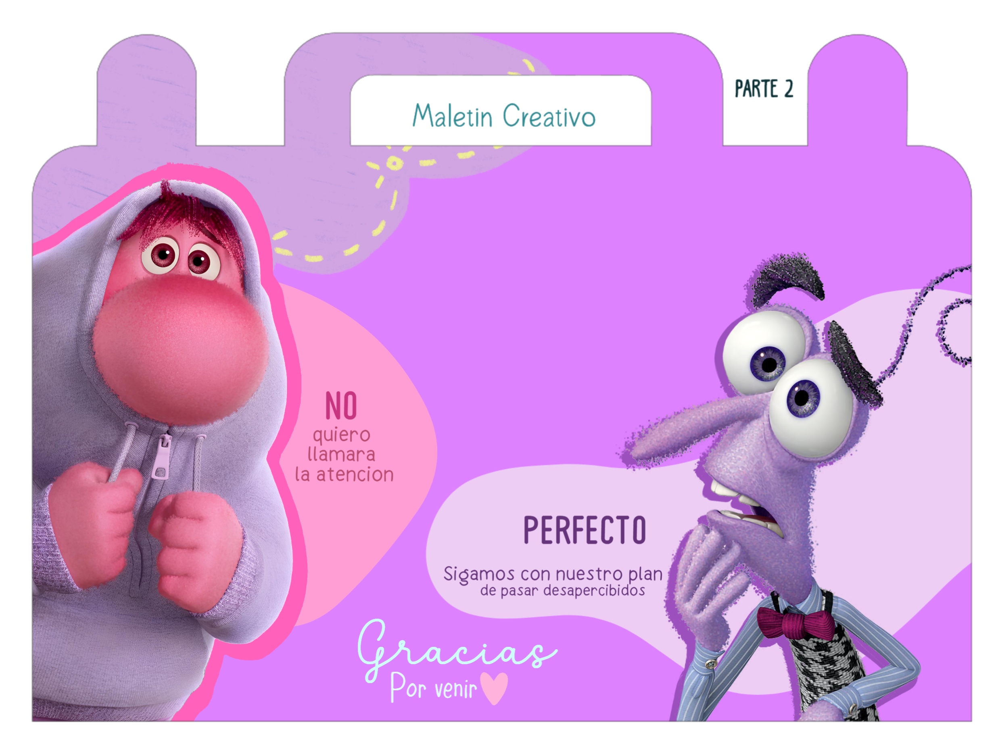 PARTE 2
Maletin Creativo
NO
quiero
llamara
la atencion
PERFECTO
Sigamos con nuestro plan
de pasar desapercibidos
Gracias
Por venir